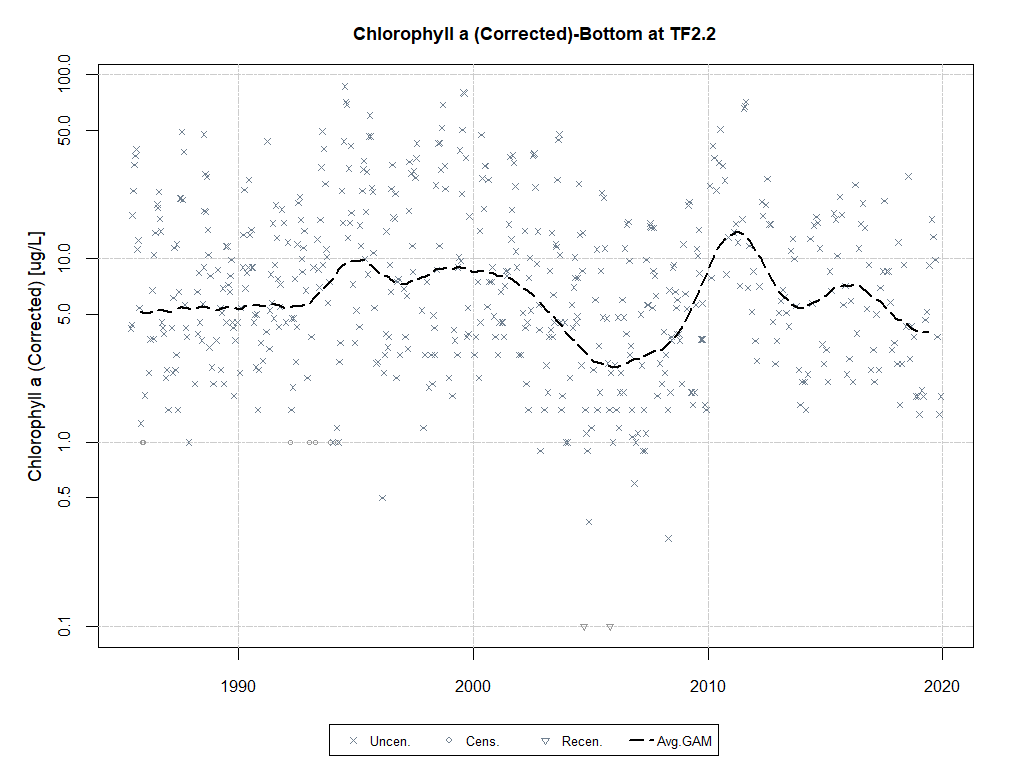 Chlorophyll a (Corrected)-Bottom at TF2.2
Chlorophyll a (Corrected) [ug/L]
100.0
50.0
10.0
5.0
1.0
0.5
0.1
1990 2000 2010 2020
Uncen. Cens. Recen. Avg.GAM